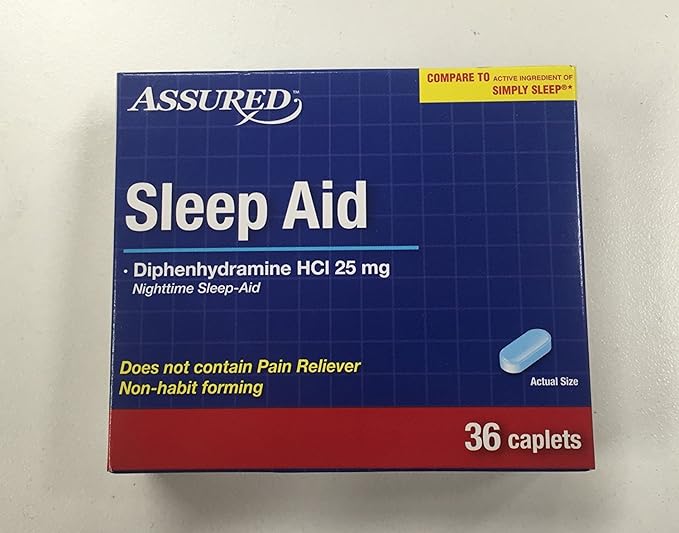 ASSURED™
COMPARE TO ACTIVE INGREDIENT OF
SIMPLY SLEEP®*
Sleep Aid
· Diphenhydramine HCl 25 mg
Nighttime Sleep-Aid
Does not contain Pain Reliever
Non-habit forming
Actual Size
36 caplets